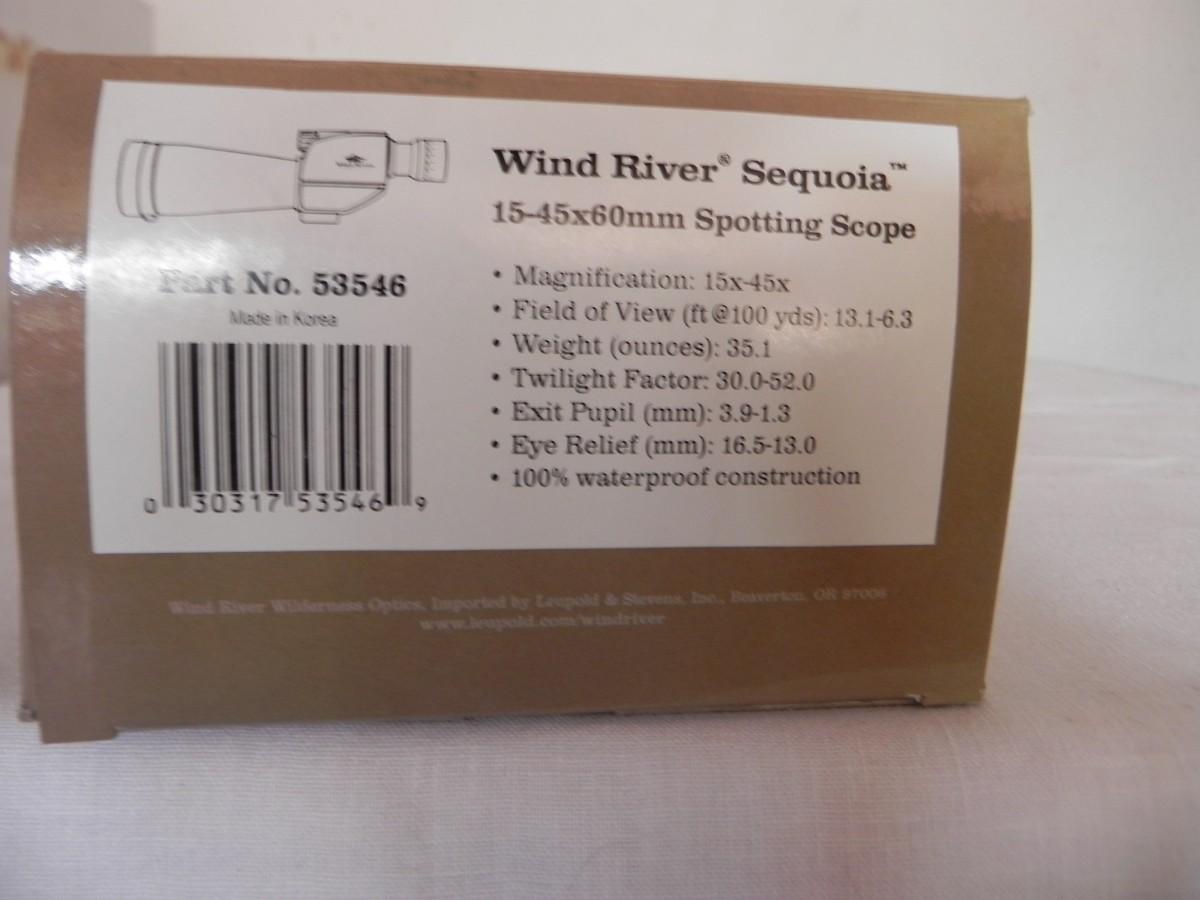 Wind River® Sequoia™
15-45x60mm Spotting Scope
Part No. 53546
Made in Korea
0 30317 53546 9
• Magnification: 15x-45x
• Field of View (ft@100 yds): 13.1-6.3
• Weight (ounces): 35.1
• Twilight Factor: 30.0-52.0
• Exit Pupil (mm): 3.9-1.3
• Eye Relief (mm): 16.5-13.0
• 100% waterproof construction
Wind River Wilderness Optics, Imported by Leupold & Stevens, Inc., Beaverton, OR 97006
www.leupold.com/windriver